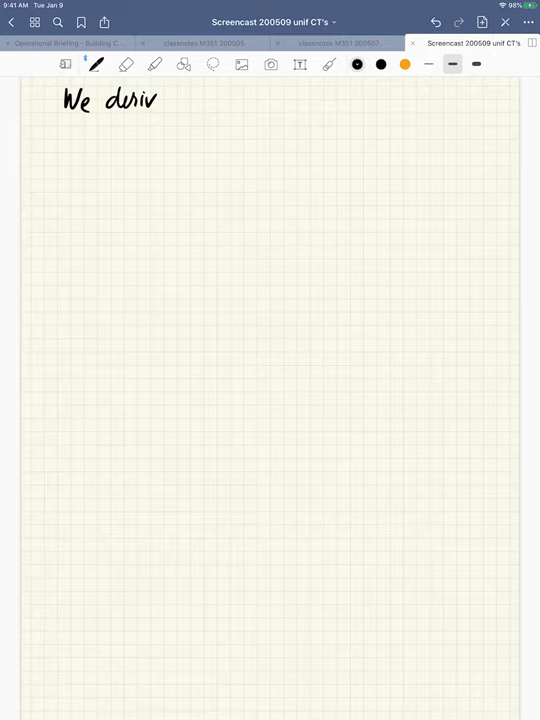 9:41 AM Tue Jan 9 98%
Screencast 200509 unif CT's
Operational Briefing - Building C... classnotes M351 200505 classnotes M351 200507 Screencast 200509 unif CT's
T
We deriv